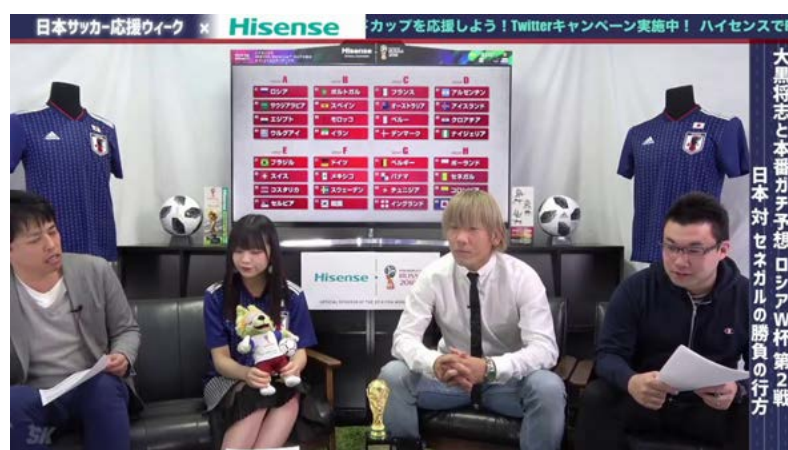 日本サッカー応援ウィーク × Hisense
ドカップを応援しよう！Twitterキャンペーン実施中！ ハイセンスで
大黒将志と本番ガチ予想 ロシアW杯 第2戦
日本 対 セネガルの勝負の行方
Hisense
A B C D
ロシア ポルトガル フランス アルゼンチン
サウジアラビア スペイン オーストラリア アイスランド
エジプト モロッコ ペルー クロアチア
ウルグアイ イラン デンマーク ナイジェリア
E F G H
ブラジル ドイツ ベルギー ポーランド
スイス メキシコ パナマ セネガル
コスタリカ スウェーデン チュニジア コロンビア
セルビア 韓国 イングランド
Hisense
SK